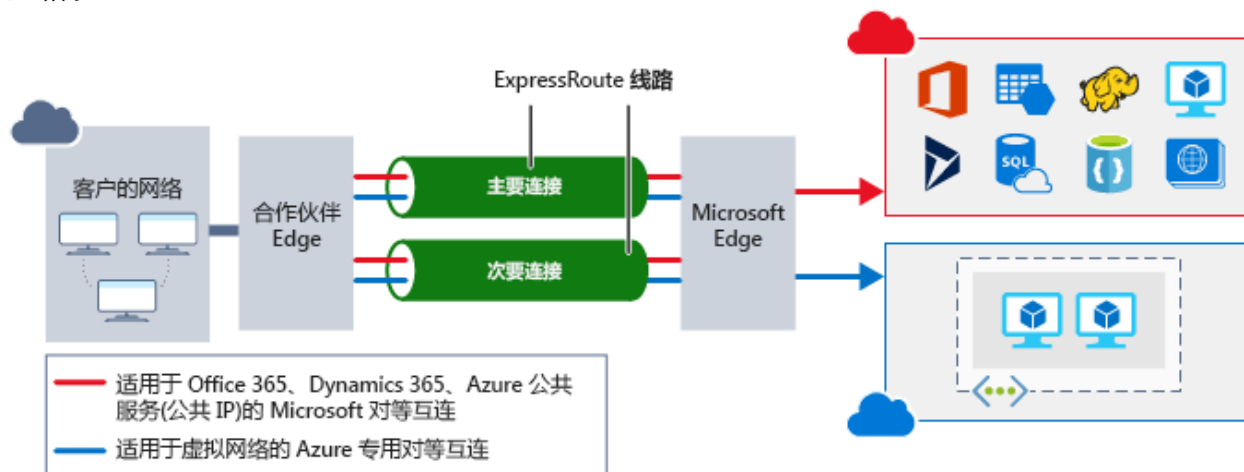 ExpressRoute 线路
客户的网络
合作伙伴
Edge
主要连接
次要连接
Microsoft
Edge
SQL
适用于 Office 365、Dynamics 365、Azure 公共
服务(公共 IP)的 Microsoft 对等互连
适用于虚拟网络的 Azure 专用对等互连